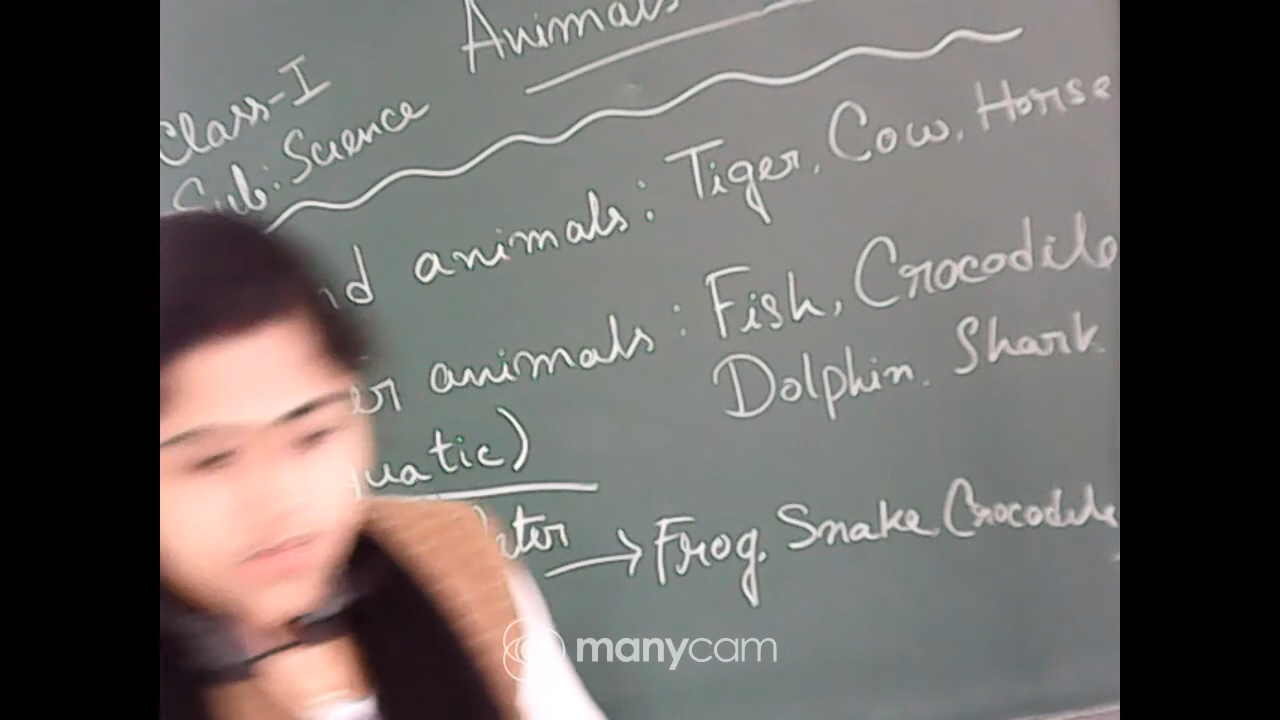 Animals
Class-I
Sub: Science
animals: Tiger, Cow, Horse
animals: Fish, Crocodile
Dolphin. Shark
uatic)
→ Frog. Snake Crocodile
manycam